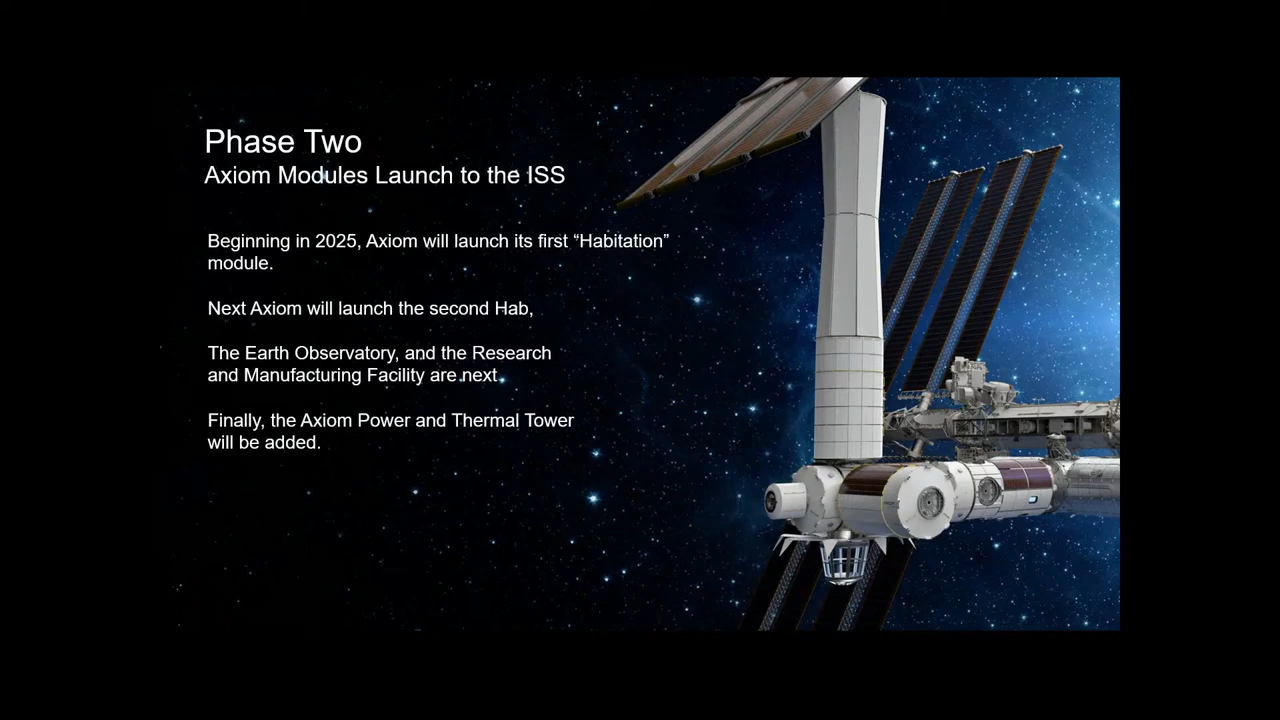 Phase Two
Axiom Modules Launch to the ISS
Beginning in 2025, Axiom will launch its first “Habitation”
module.
Next Axiom will launch the second Hab,
The Earth Observatory, and the Research
and Manufacturing Facility are next
Finally, the Axiom Power and Thermal Tower
will be added.